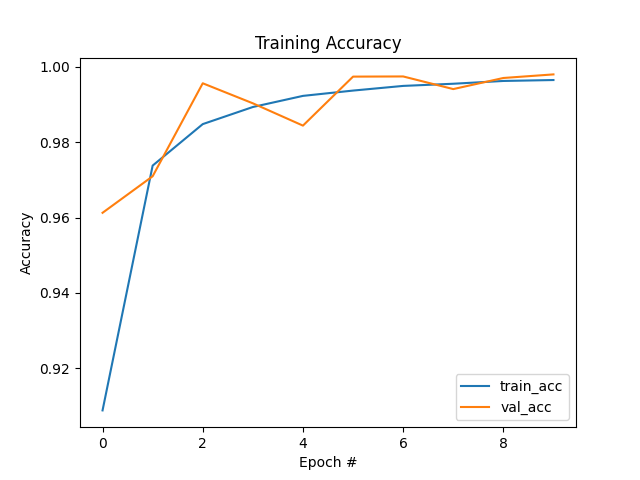 Training Accuracy
1.00
0.98
0.96
0.94
0.92
Accuracy
0 2 4 6 8
Epoch #
train_acc
val_acc